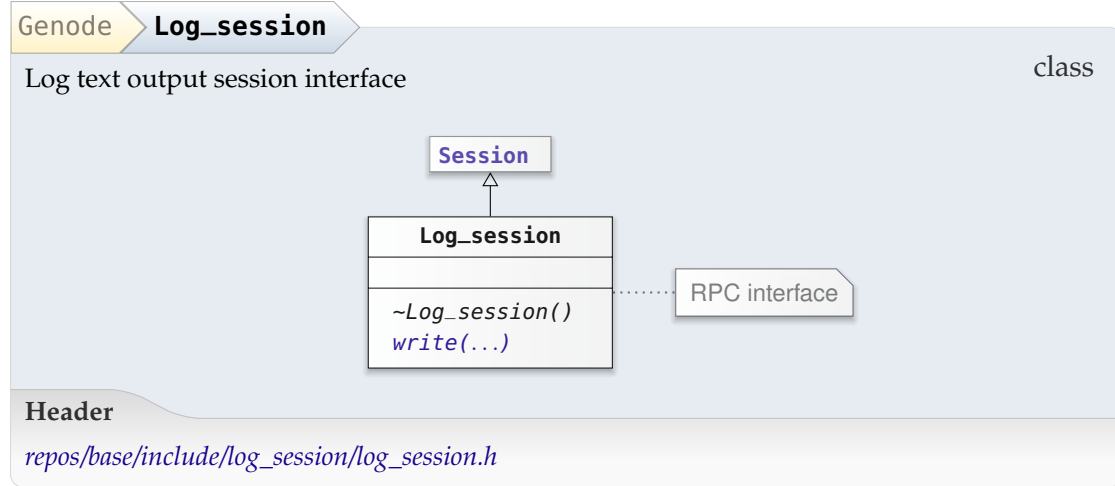 Genode Log_session
class
Log text output session interface
Session
Log_session
RPC interface
~Log_session()
write(...)
Header
repos/base/include/log_session/log_session.h